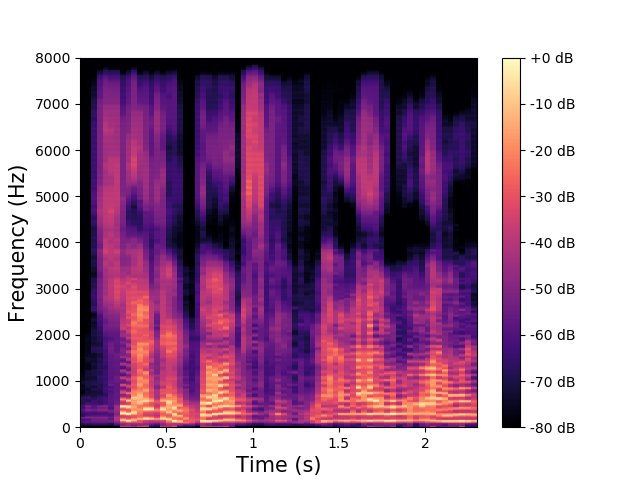 8000
7000
6000
5000
4000
3000
2000
1000
0
Frequency (Hz)
0
0.5
1
1.5
2
Time (s)
+0 dB
-10 dB
-20 dB
-30 dB
-40 dB
-50 dB
-60 dB
-70 dB
-80 dB